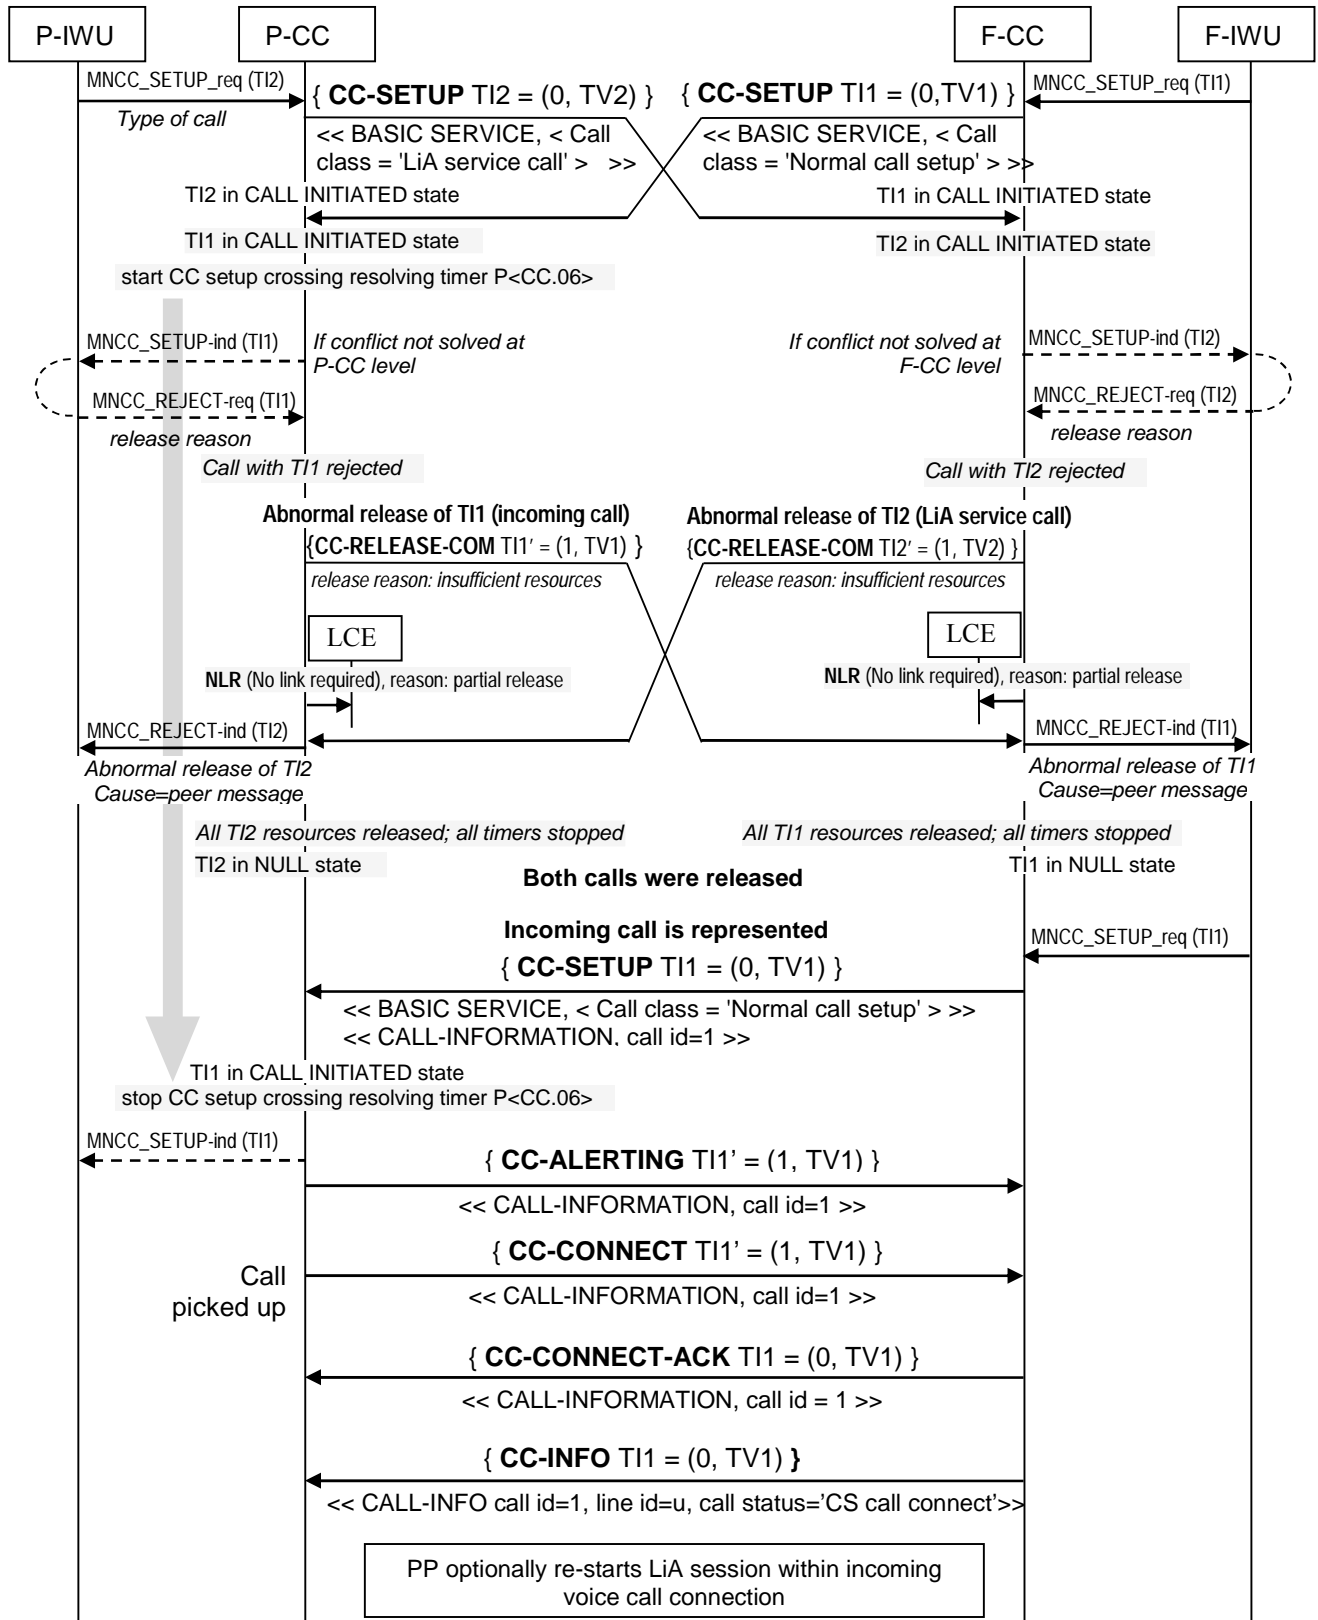 P-IWU P-CC F-CC F-IWU
MNCC_SETUP_req (TI2)
{ CC-SETUP TI2 = (0, TV2) } { CC-SETUP TI1 = (0,TV1) }
MNCC_SETUP_req (TI1)
Type of call
<< BASIC SERVICE, < Call
class = 'LiA service call' > >>
<< BASIC SERVICE, < Call
class = 'Normal call setup' > >>
TI2 in CALL INITIATED state
TI1 in CALL INITIATED state
TI1 in CALL INITIATED state
TI2 in CALL INITIATED state
start CC setup crossing resolving timer P<CC.06>
MNCC_SETUP-ind (TI1)
If conflict not solved at
P-CC level
If conflict not solved at
F-CC level
MNCC_SETUP-ind (TI2)
MNCC_REJECT-req (TI1)
MNCC_REJECT-req (TI2)
release reason
release reason
Call with TI1 rejected
Call with TI2 rejected
Abnormal release of TI1 (incoming call)
Abnormal release of TI2 (LiA service call)
{CC-RELEASE-COM TI1' = (1, TV1) }
{CC-RELEASE-COM TI2' = (1, TV2) }
release reason: insufficient resources
release reason: insufficient resources
LCE
LCE
NLR (No link required), reason: partial release
NLR (No link required), reason: partial release
MNCC_REJECT-ind (TI2)
MNCC_REJECT-ind (TI1)
Abnormal release of TI2
Cause=peer message
Abnormal release of TI1
Cause=peer message
All TI2 resources released; all timers stopped
All TI1 resources released; all timers stopped
TI2 in NULL state
TI1 in NULL state
Both calls were released
Incoming call is represented
MNCC_SETUP_req (TI1)
{ CC-SETUP TI1 = (0, TV1) }
<< BASIC SERVICE, < Call class = 'Normal call setup' > >>
<< CALL-INFORMATION, call id=1 >>
TI1 in CALL INITIATED state
stop CC setup crossing resolving timer P<CC.06>
MNCC_SETUP-ind (TI1)
{ CC-ALERTING TI1’ = (1, TV1) }
<< CALL-INFORMATION, call id=1 >>
{ CC-CONNECT TI1’ = (1, TV1) }
Call
picked up
<< CALL-INFORMATION, call id=1 >>
{ CC-CONNECT-ACK TI1 = (0, TV1) }
<< CALL-INFORMATION, call id = 1 >>
{ CC-INFO TI1 = (0, TV1) }
<< CALL-INFO call id=1, line id=u, call status='CS call connect'>>
PP optionally re-starts LiA session within incoming
voice call connection